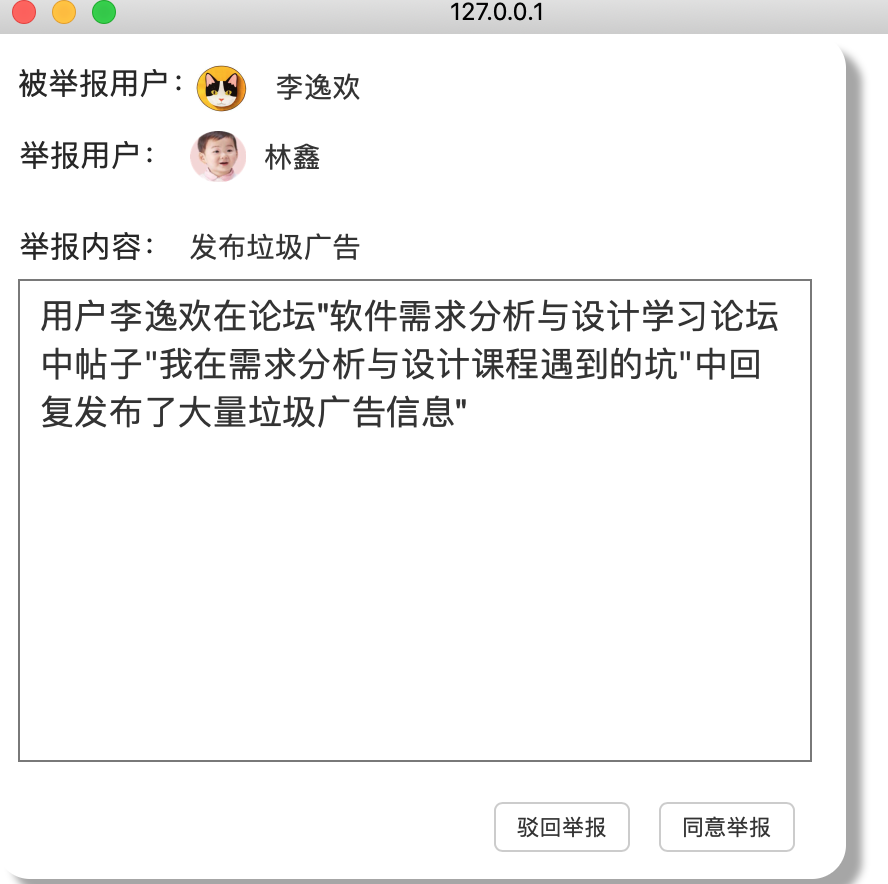 127.0.0.1
被举报用户： 李逸欢
举报用户： 林鑫
举报内容： 发布垃圾广告
用户李逸欢在论坛"软件需求分析与设计学习论坛
中帖子"我在需求分析与设计课程遇到的坑"中回
复发布了大量垃圾广告信息"
驳回举报 同意举报